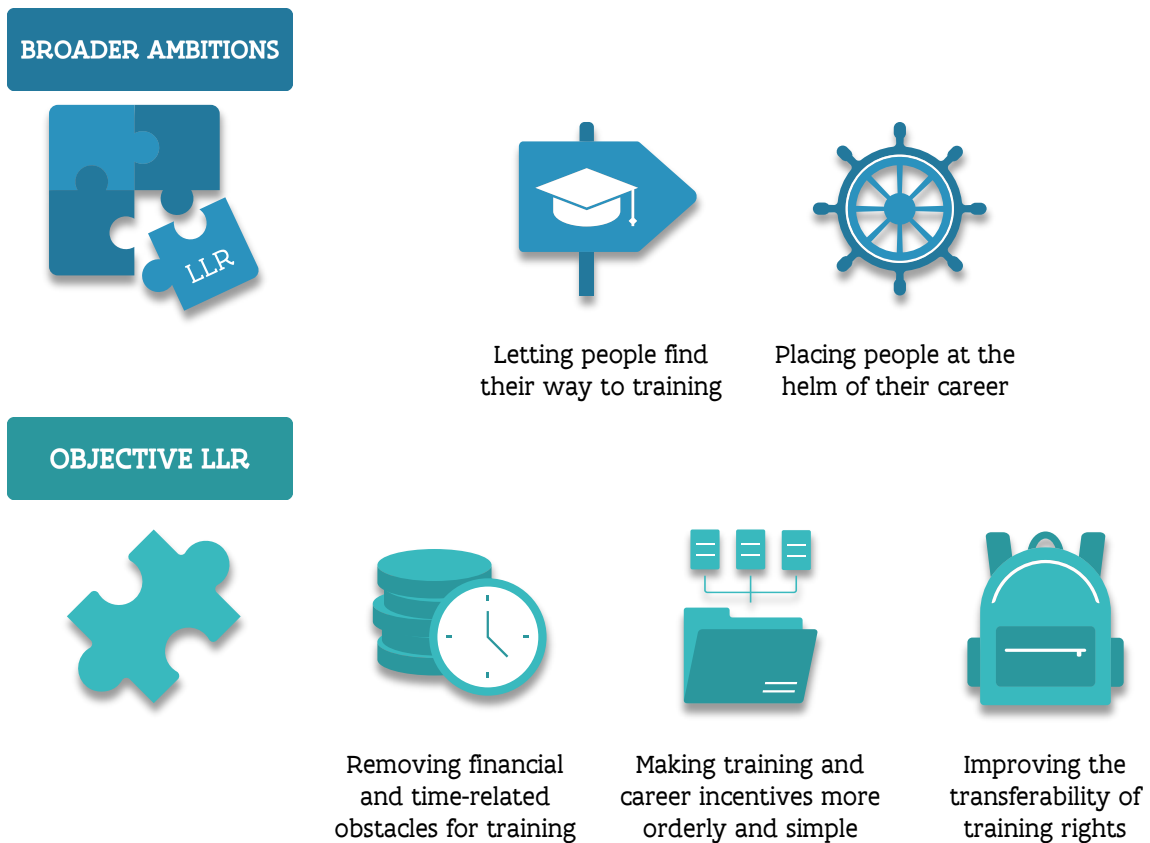 BROADER AMBITIONS
LLR
Letting people find
their way to training
Placing people at the
helm of their career
OBJECTIVE LLR
Removing financial
and time-related
obstacles for training
Making training and
career incentives more
orderly and simple
Improving the
transferability of
training rights